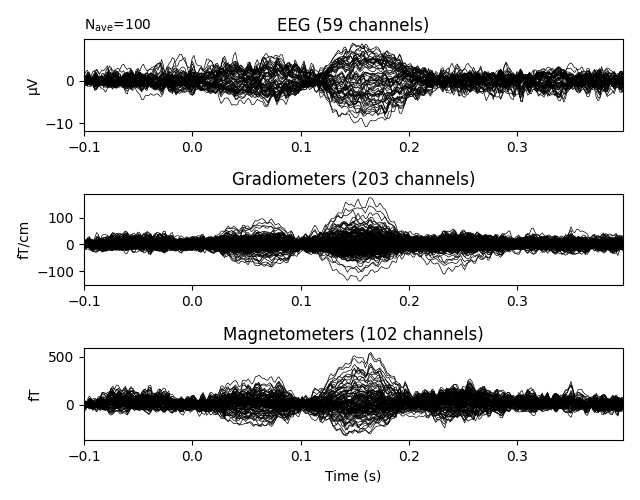 N_ave=100
EEG (59 channels)
µV
0
−10
−0.1 0.0 0.1 0.2 0.3
Gradiometers (203 channels)
fT/cm
100
0
−100
−0.1 0.0 0.1 0.2 0.3
Magnetometers (102 channels)
fT
500
0
−0.1 0.0 0.1 0.2 0.3
Time (s)